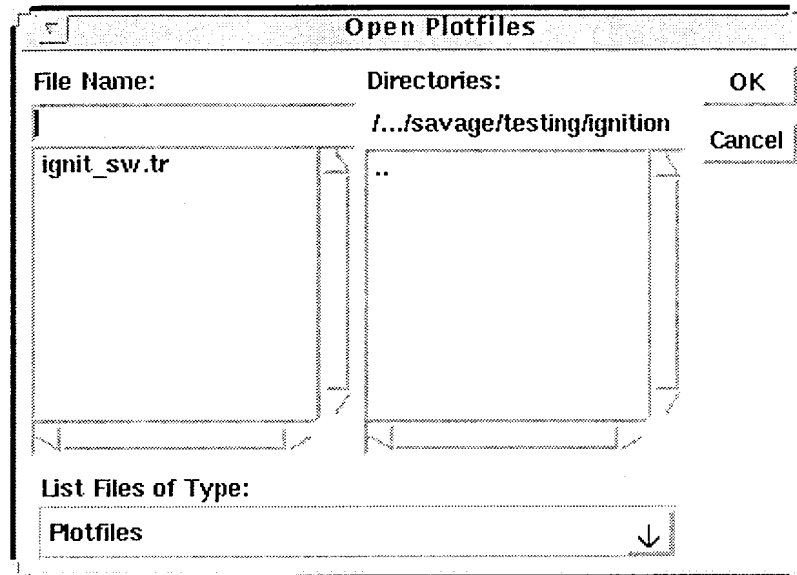 Open Plotfiles
File Name:
Directories:
OK
/.../savage/testing/ignition
Cancel
ignit_sw.tr
..
List Files of Type:
Plotfiles